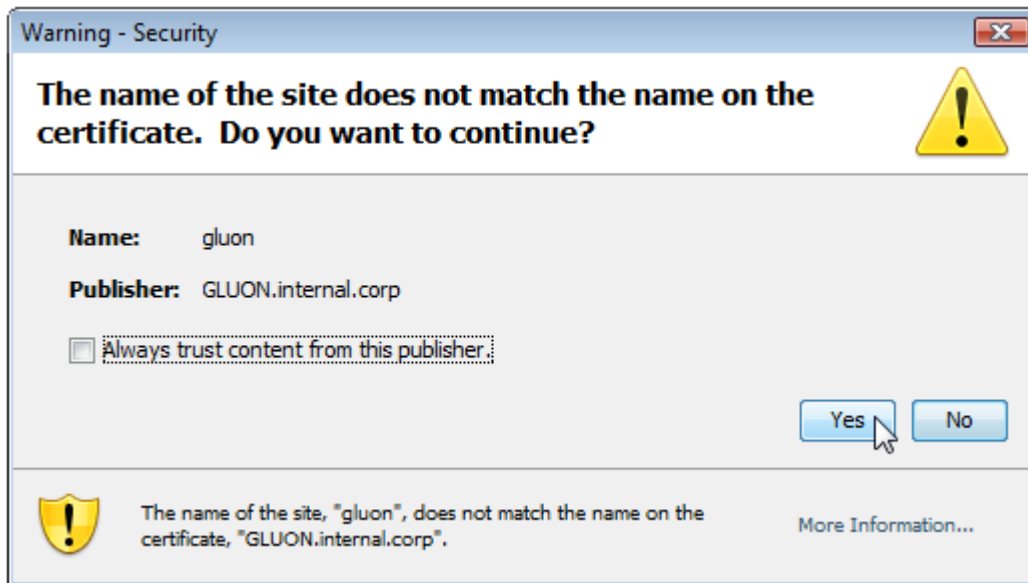 Warning - Security
The name of the site does not match the name on the
certificate.  Do you want to continue?
Name: gluon
Publisher: GLUON.internal.corp
Always trust content from this publisher.
Yes No
The name of the site, "gluon", does not match the name on the
certificate, "GLUON.internal.corp".
More Information...